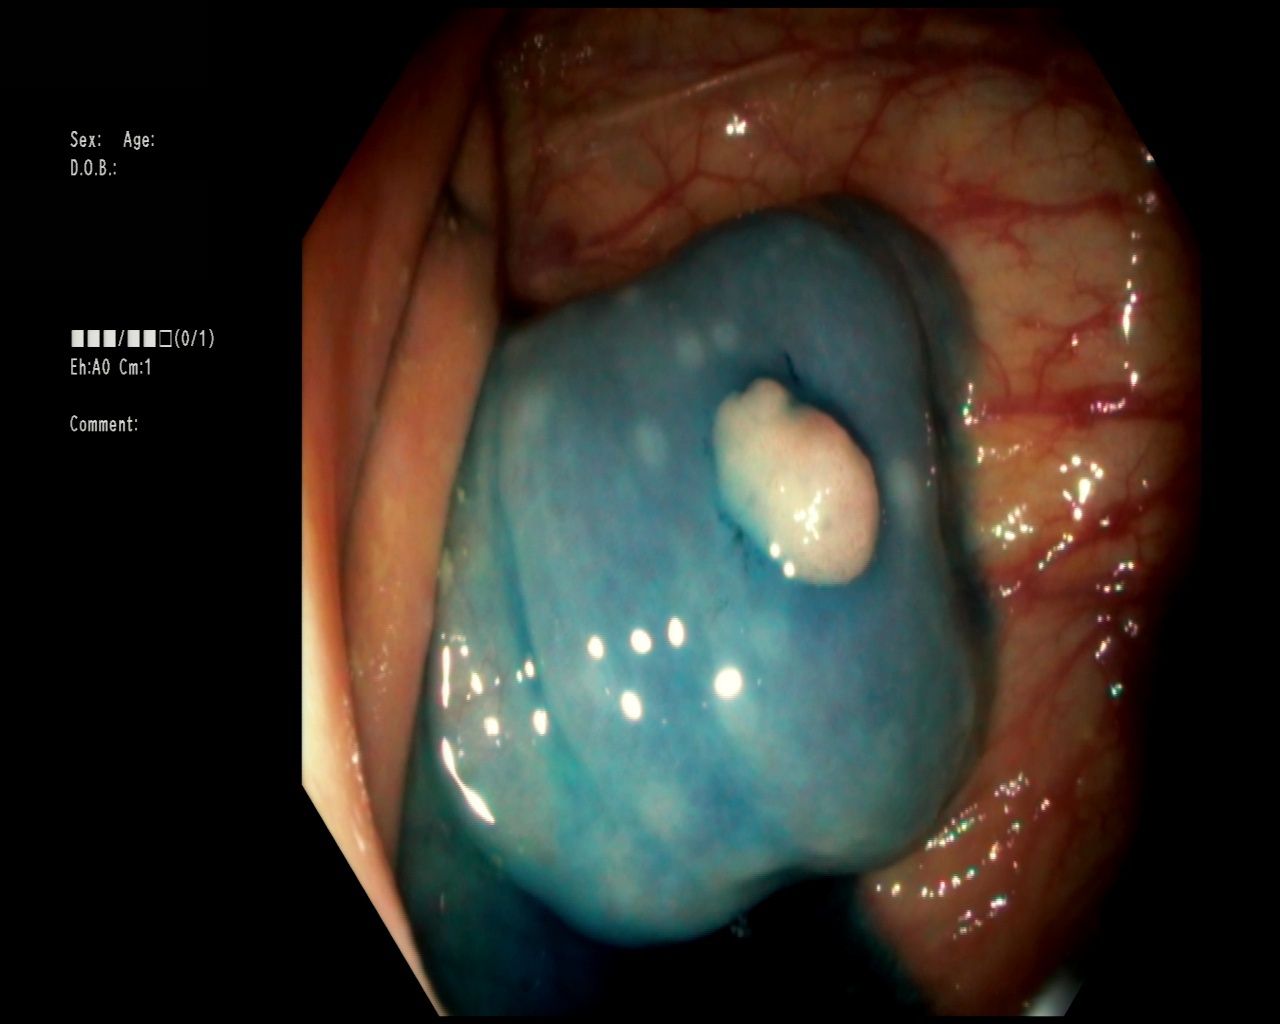 Sex: Age:
D.O.B.:
■■■/■■□(0/1)
Eh:A0 Cm:1
Comment: